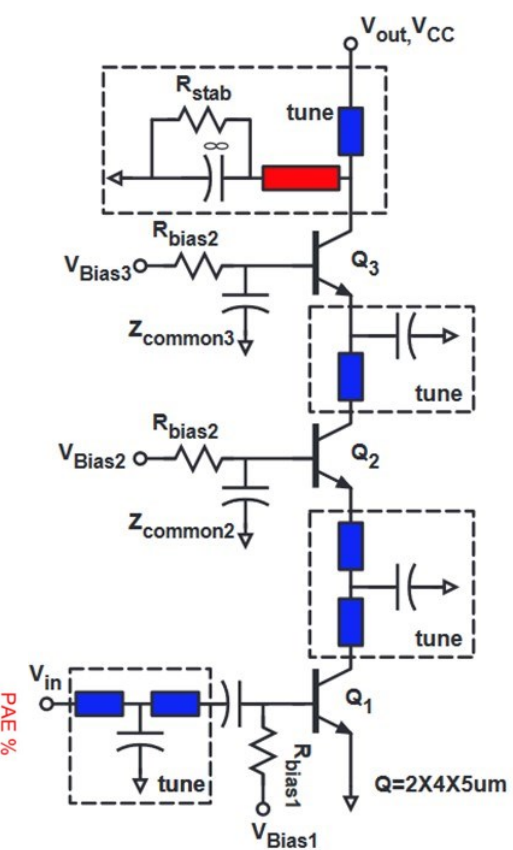 Vout,VCC
Rstab
tune
∞
Rbias2
VBias3
Q3
Zcommon3
tune
Rbias2
VBias2
Q2
Zcommon2
tune
Vin
Q1
PAE %
Rbias1
tune
Q=2X4X5um
VBias1